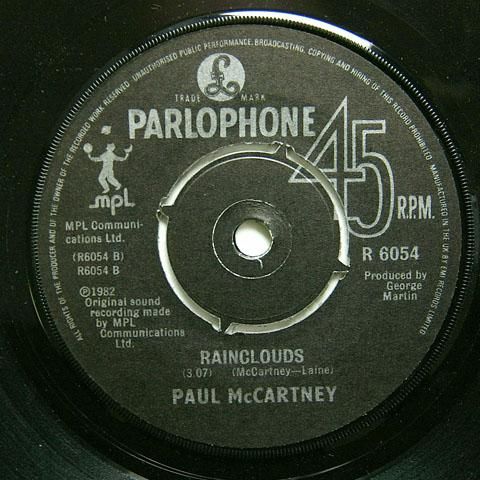 ALL RIGHTS OF THE PRODUCER AND OF THE OWNER OF THE RECORDED WORK RESERVED. UNAUTHORISED PUBLIC PERFORMANCE, BROADCASTING, COPYING AND HIRING OF THIS RECORD PROHIBITED. MANUFACTURED IN THE UK BY EMI RECORDS LIMITED
£
TRADE MARK
PARLOPHONE
45
R.P.M.
mpl
MPL Communi-
cations Ltd.
(R6054 B)
R6054 B
℗1982
Original sound
recording made
by MPL
Communications
Ltd.
R 6054
Produced by
George
Martin
RAINCLOUDS
(3.07) (McCartney—Laine)
PAUL McCARTNEY